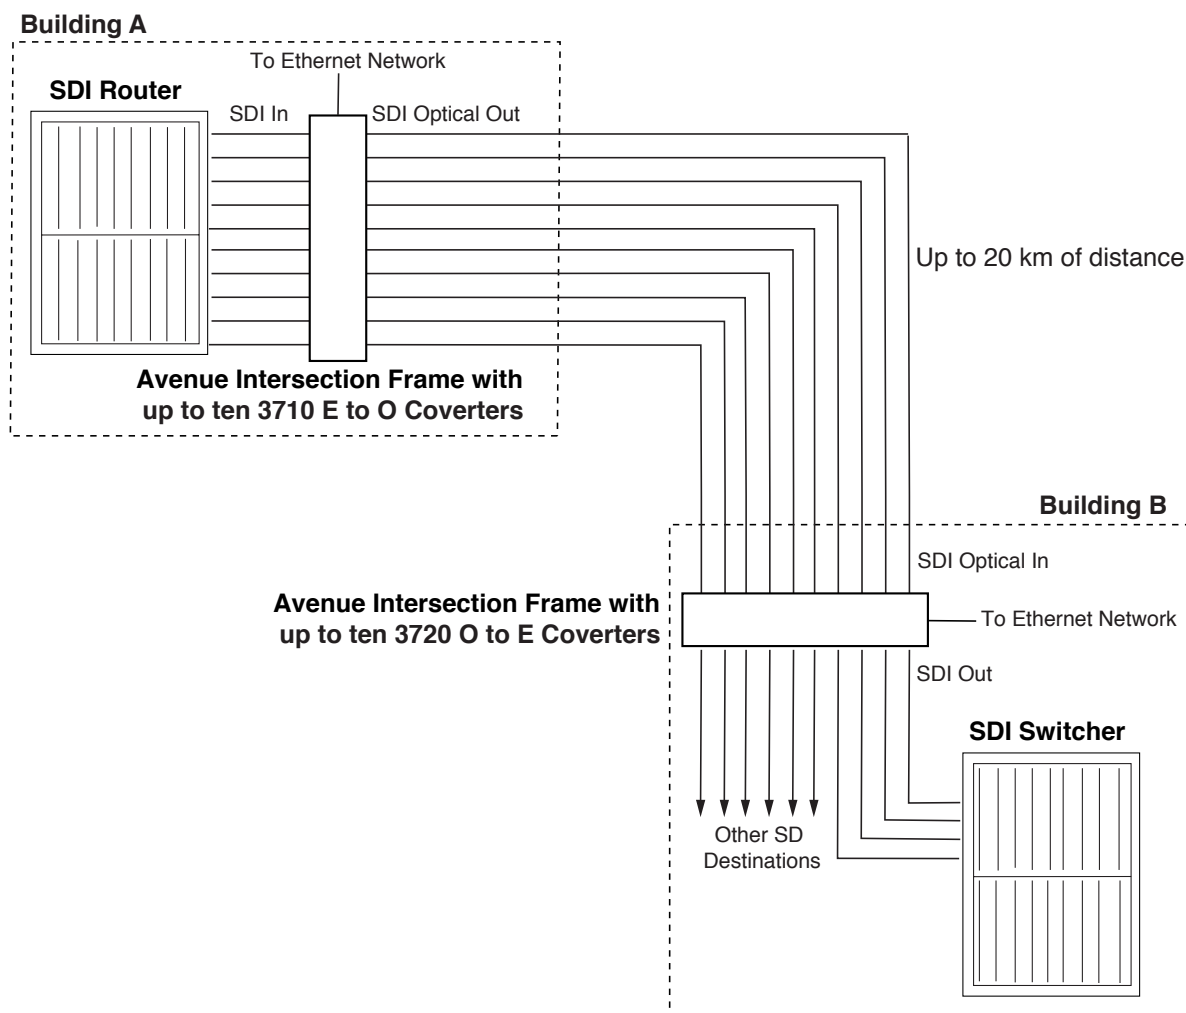 Building A
To Ethernet Network
SDI Router
SDI In
SDI Optical Out
Up to 20 km of distance
Avenue Intersection Frame with
up to ten 3710 E to O Coverters
Building B
SDI Optical In
Avenue Intersection Frame with
up to ten 3720 O to E Coverters
To Ethernet Network
SDI Out
SDI Switcher
Other SD
Destinations